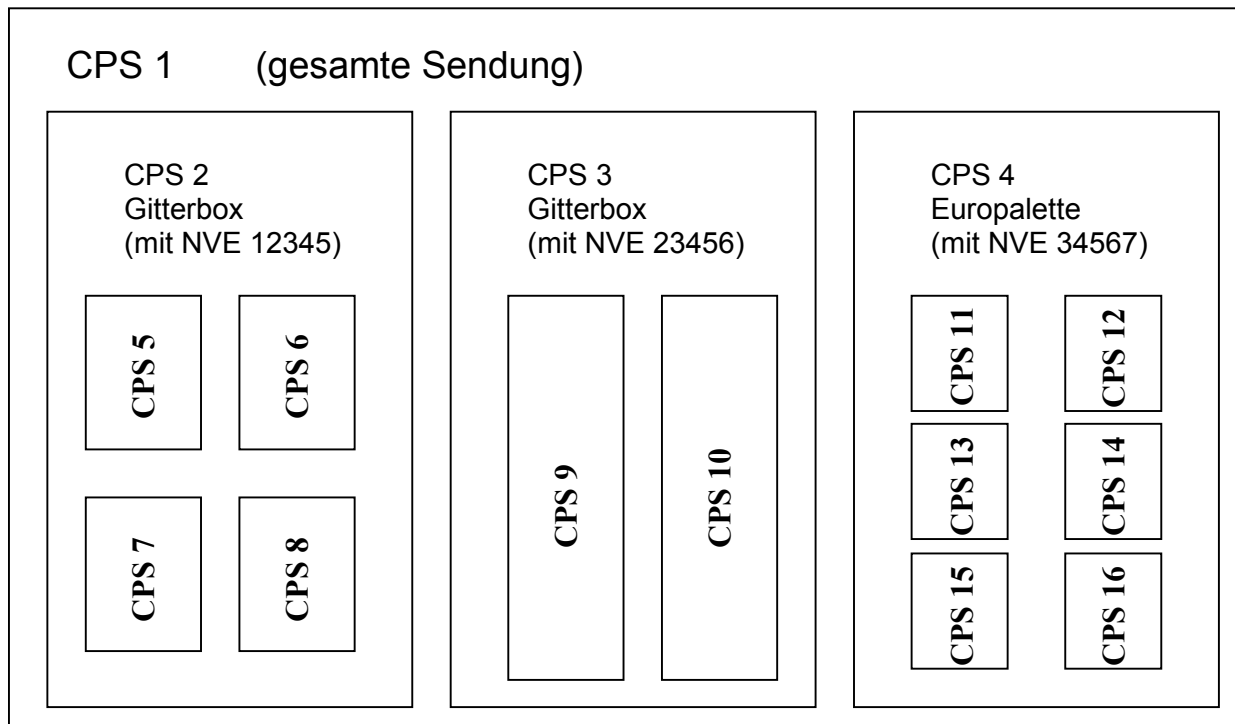 CPS 1 (gesamte Sendung)
CPS 2
Gitterbox
(mit NVE 12345)
CPS 5
CPS 6
CPS 7
CPS 8
CPS 3
Gitterbox
(mit NVE 23456)
CPS 9
CPS 10
CPS 4
Europalette
(mit NVE 34567)
CPS 11
CPS 12
CPS 13
CPS 14
CPS 15
CPS 16